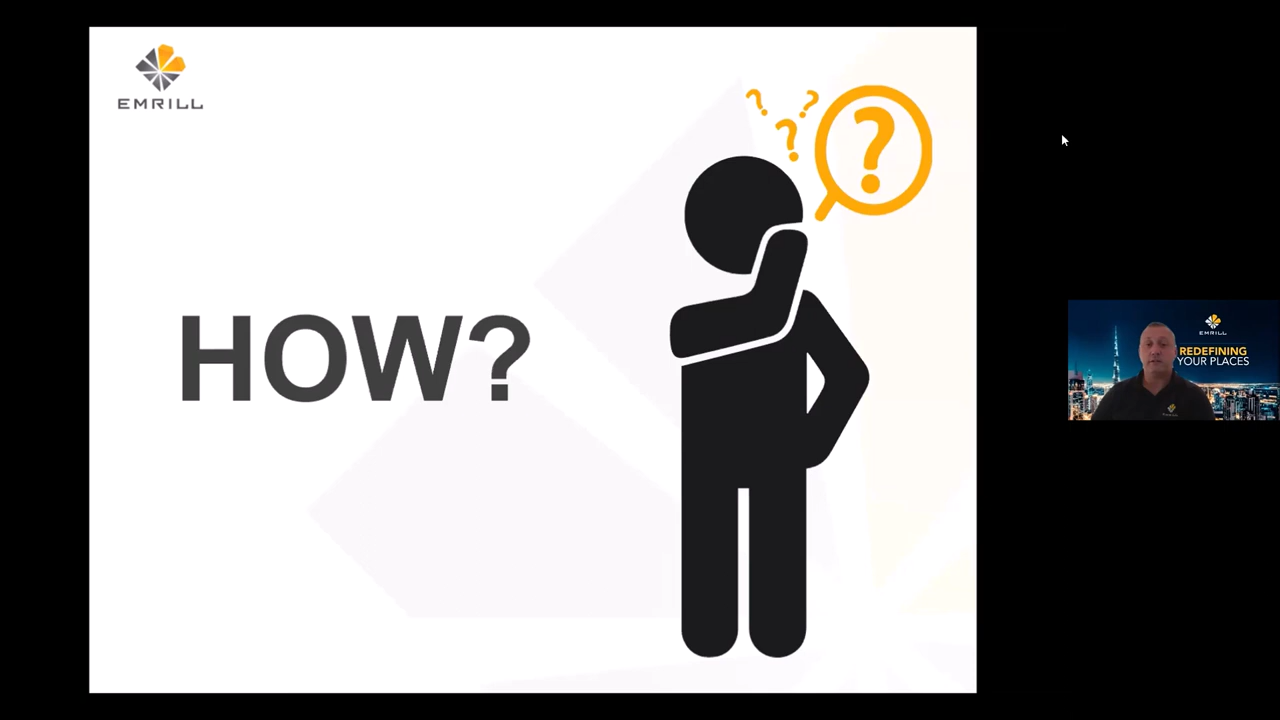 EMRILL
HOW?
? ? ?
?
EMRILL
REDEFINING
YOUR PLACES